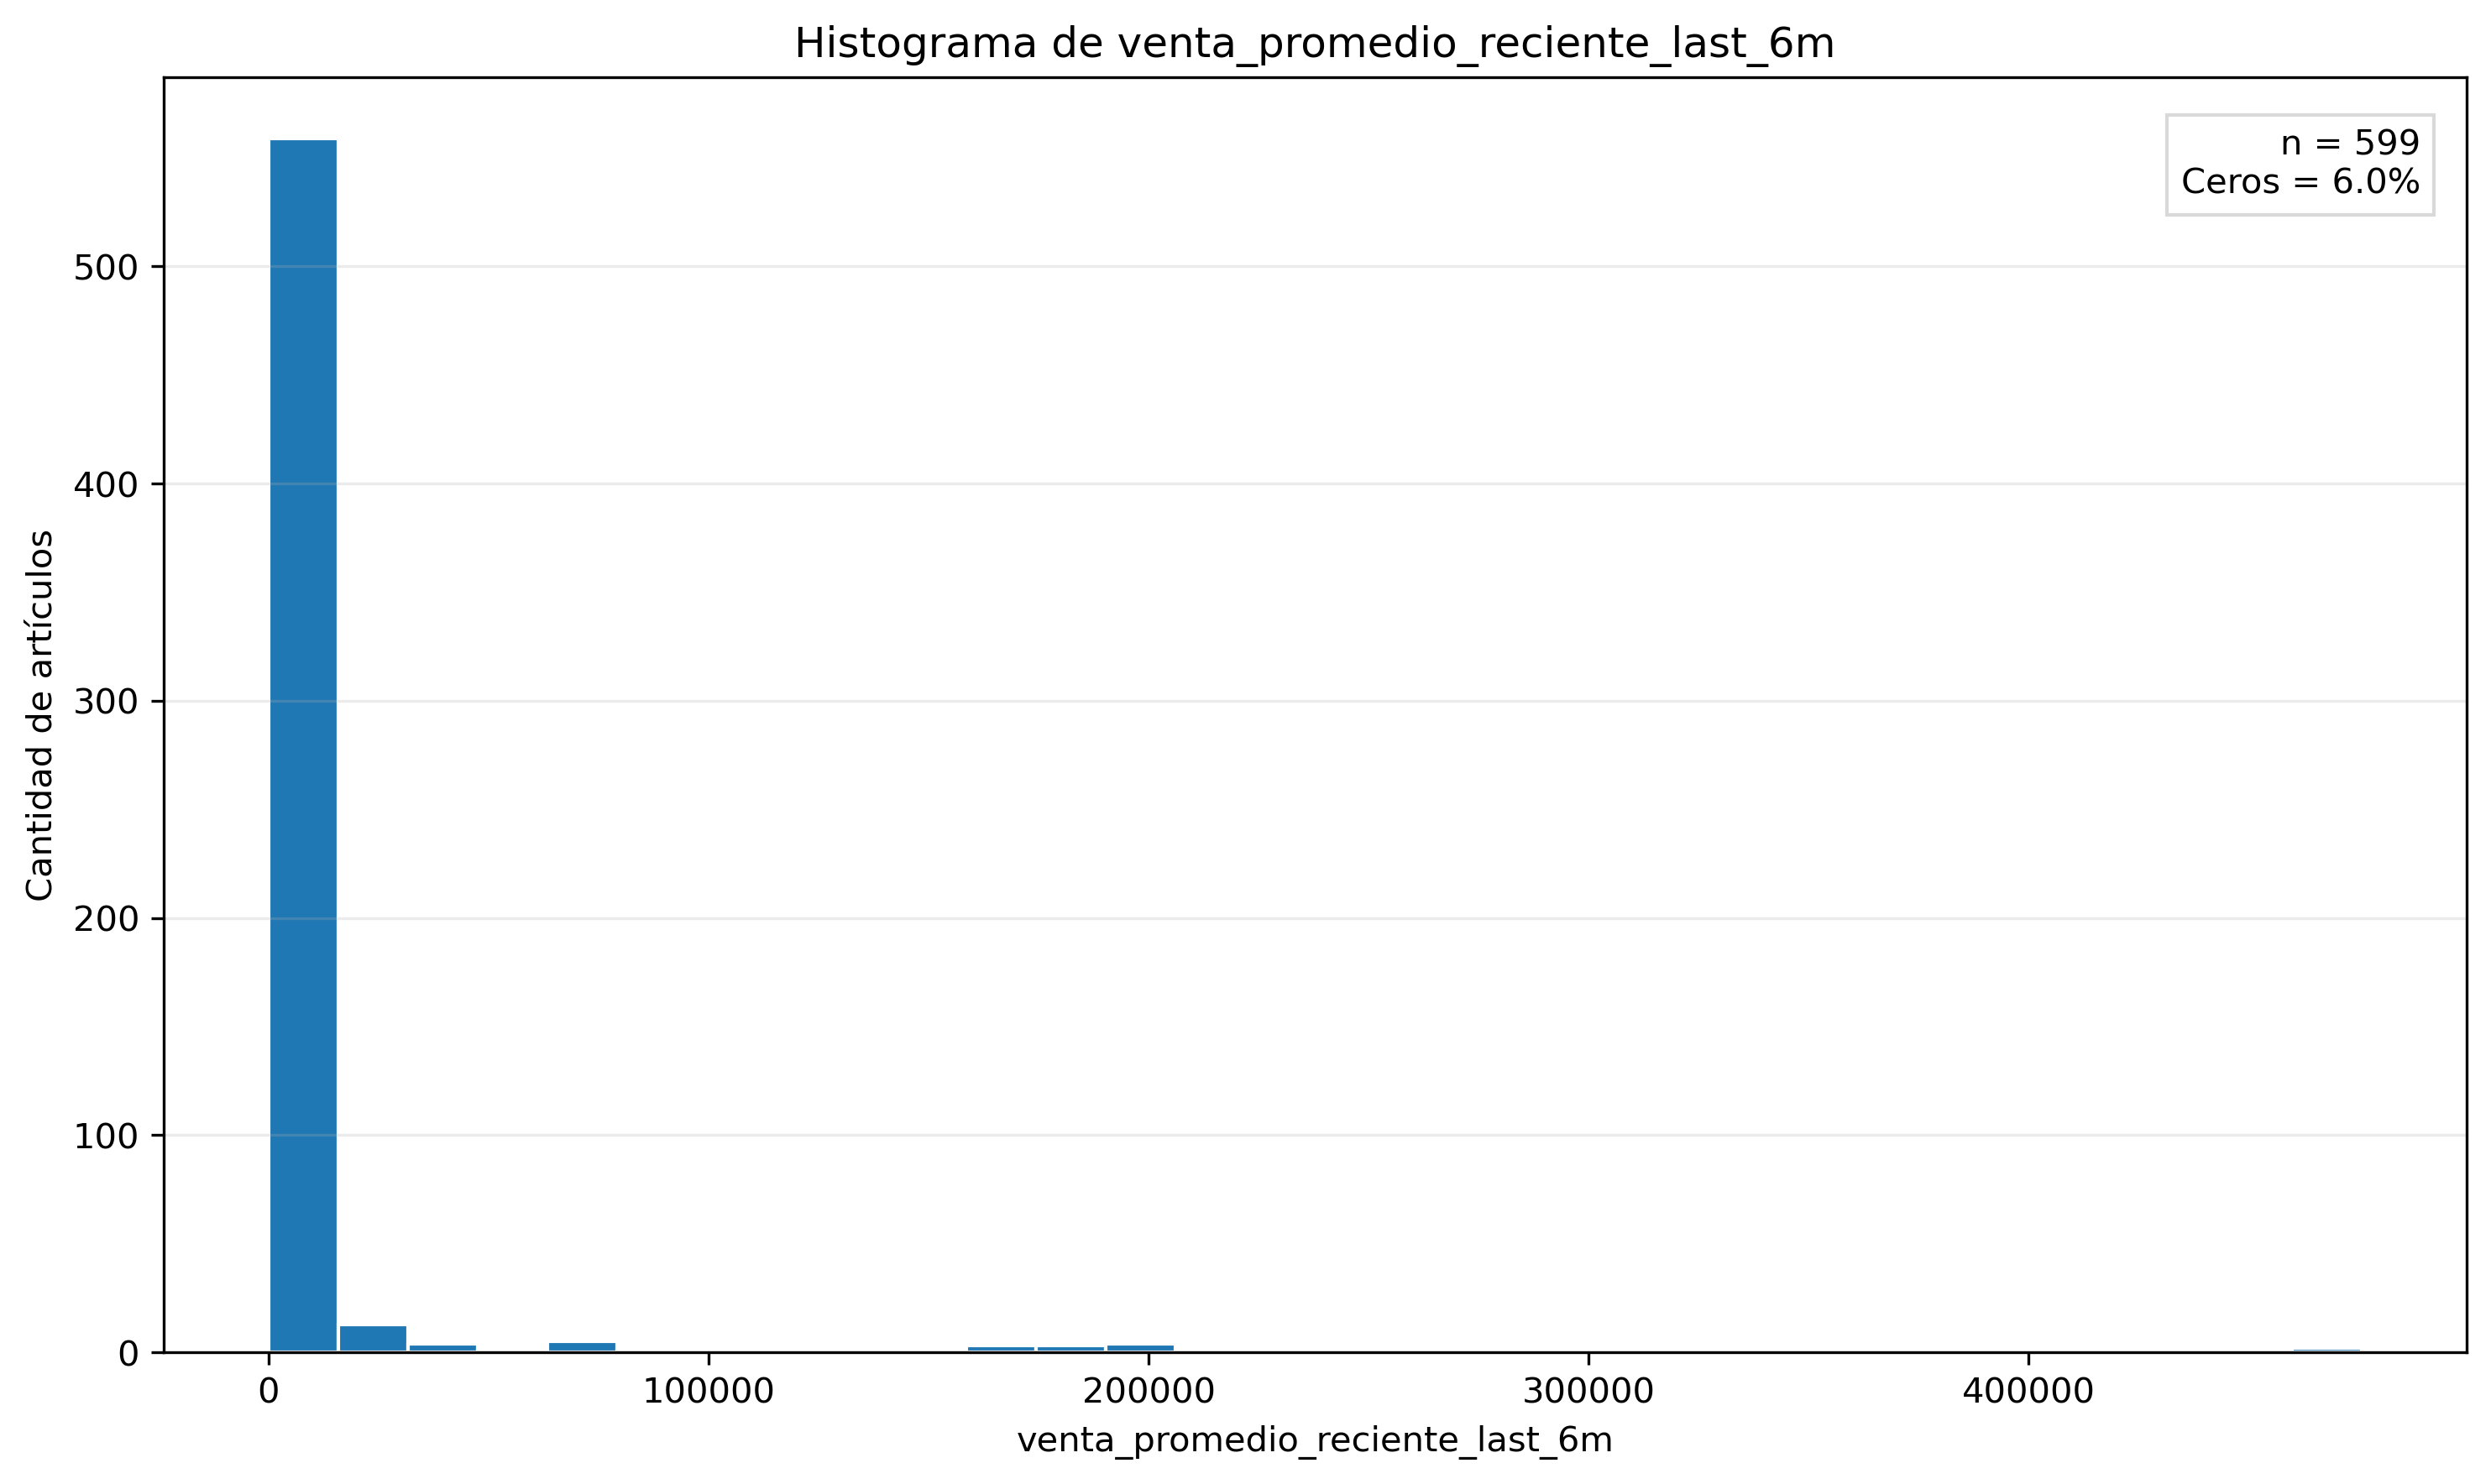 Histograma de venta_promedio_reciente_last_6m
n = 599
Ceros = 6.0%
500
400
300
200
100
0
Cantidad de artículos
0
100000
200000
300000
400000
venta_promedio_reciente_last_6m